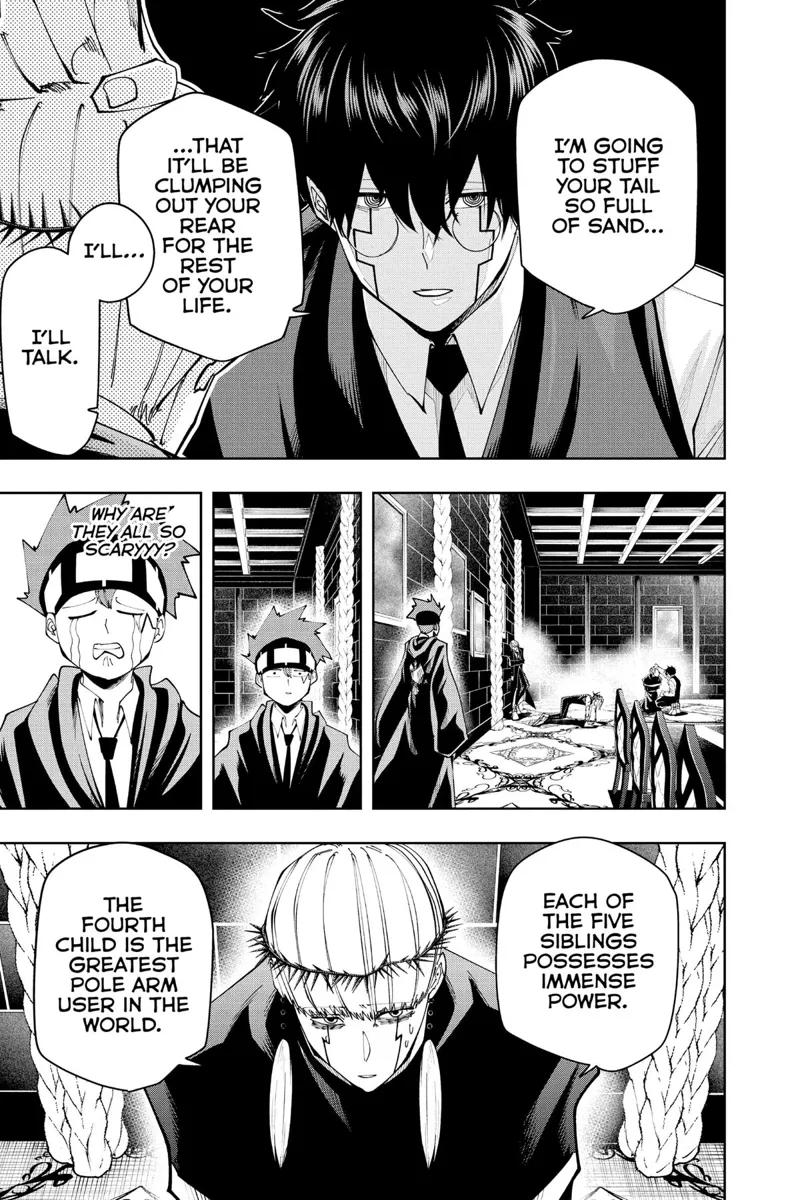 I'M GOING
TO STUFF
YOUR TAIL
SO FULL
OF SAND...
...THAT
IT'LL BE
CLUMPING
OUT YOUR
REAR
FOR THE
REST
OF YOUR
LIFE.
I'LL...
I'LL
TALK.
WHY ARE
THEY ALL SO
SCARYYY?
EACH OF
THE FIVE
SIBLINGS
POSSESSES
IMMENSE
POWER.
THE
FOURTH
CHILD IS THE
GREATEST
POLE ARM
USER IN THE
WORLD.